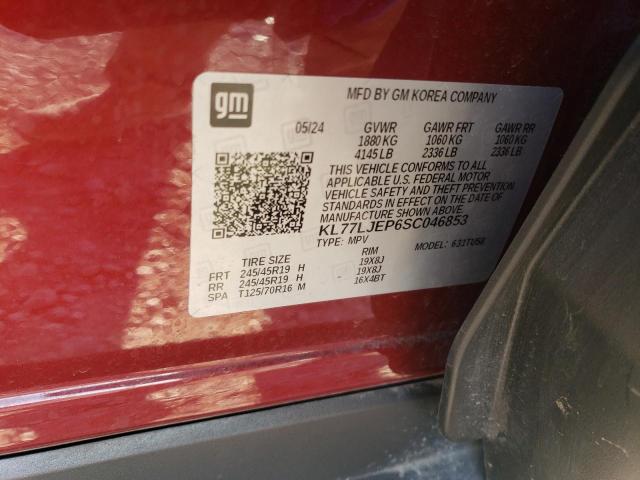 gm
MFD BY GM KOREA COMPANY
05/24 GVWR GAWR FRT GAWR RR
1880 KG 1060 KG 1060 KG
4145 LB 2336 LB 2336 LB
THIS VEHICLE CONFORMS TO ALL
APPLICABLE U.S. FEDERAL MOTOR
VEHICLE SAFETY AND THEFT PREVENTION
STANDARDS IN EFFECT ON THE DATE OF
MANUFACTURE SHOWN ABOVE.
KL77LJEP6SC046853
TYPE: MPV MODEL: 631TU58
TIRE SIZE RIM
FRT 245/45R19 H 19X8J
RR 245/45R19 H 19X8J
SPA T125/70R16 M 16X4BT